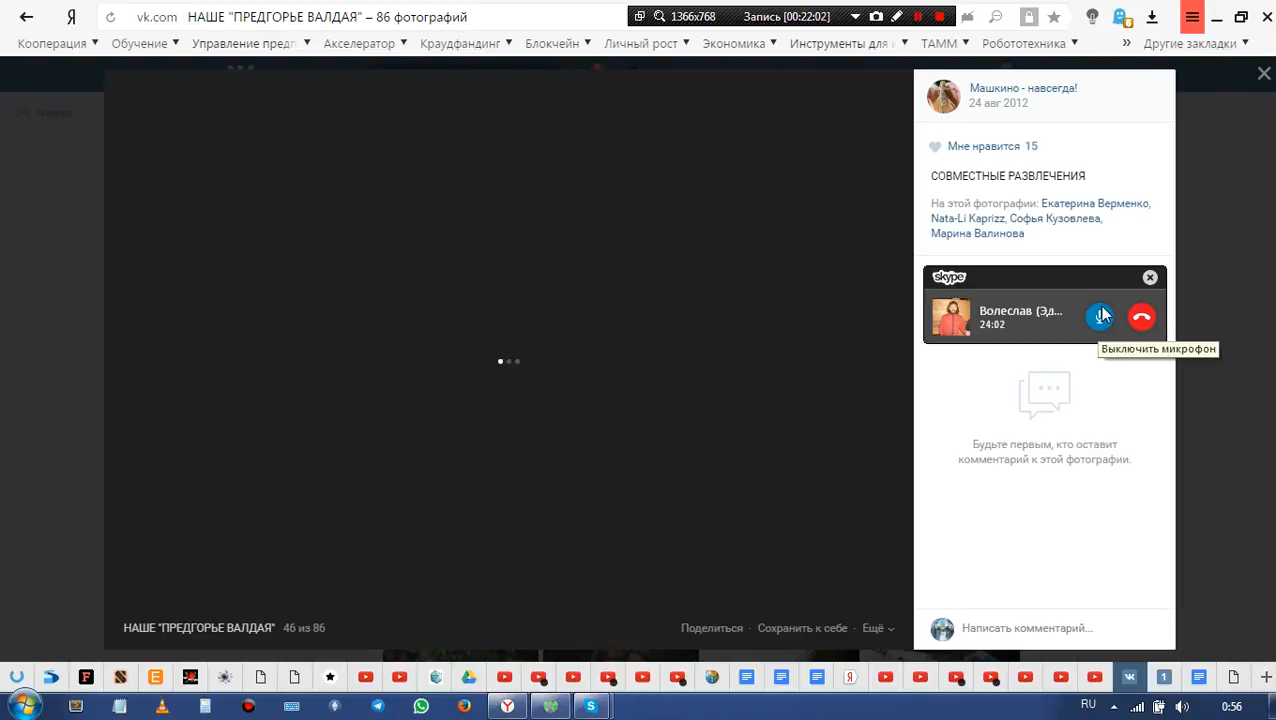 vk.com НАШЕ "ПРЕДГОРЬЕ ВАЛДАЯ" – 86 фотографий
1366x768 Запись [00:22:02]
Кооперация Обучение Управление предп Акселератор Краудфандинг Блокчейн Личный рост Экономика Инструменты для ТАММ Робототехника » Другие закладки
Машкино - навсегда!
24 авг 2012
Мне нравится 15
СОВМЕСТНЫЕ РАЗВЛЕЧЕНИЯ
На этой фотографии: Екатерина Верменко,
Nata-Li Kaprizz, Софья Кузовлева,
Марина Валинова
skype
Волеслав (Эд...
24:02
Выключить микрофон
Будьте первым, кто оставит
комментарий к этой фотографии.
НАШЕ "ПРЕДГОРЬЕ ВАЛДАЯ" 46 из 86
Поделиться · Сохранить к себе · Ещё
Написать комментарий...
RU 0:56